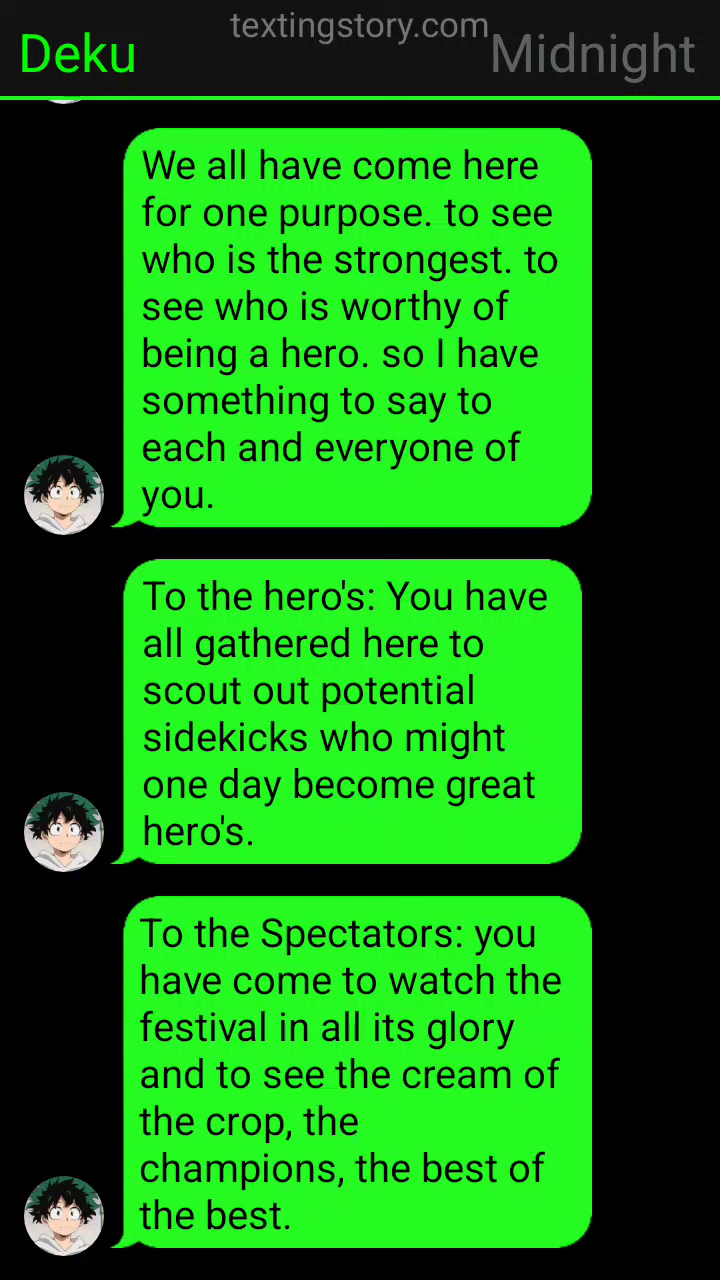 textingstory.com
Deku
Midnight
We all have come here
for one purpose. to see
who is the strongest. to
see who is worthy of
being a hero. so I have
something to say to
each and everyone of
you.
To the hero's: You have
all gathered here to
scout out potential
sidekicks who might
one day become great
hero's.
To the Spectators: you
have come to watch the
festival in all its glory
and to see the cream of
the crop, the
champions, the best of
the best.